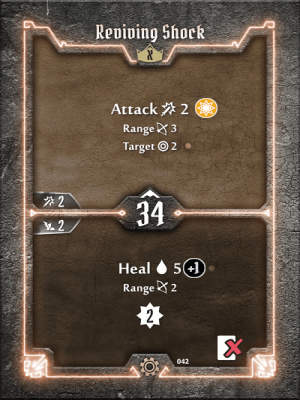 Reviving Shock
X
Attack 2
Range 3
Target 2
2
34
2
Heal 5 +1
Range 2
2
042